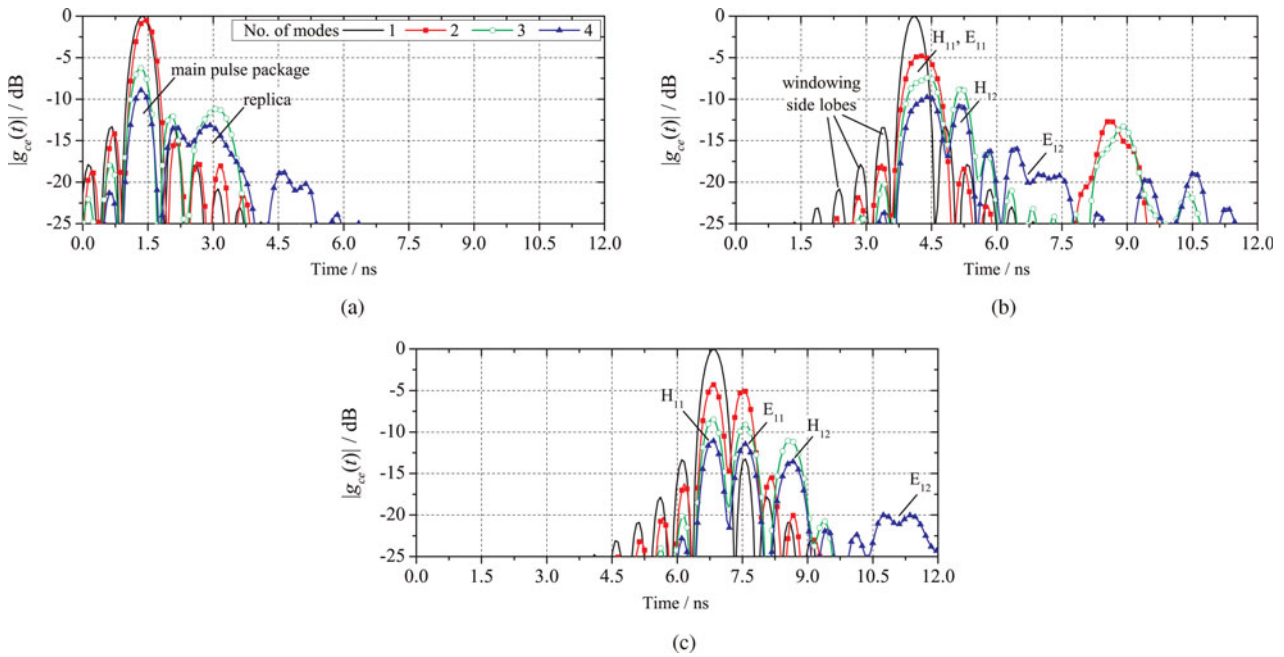 No. of modes 1 2 3 4
main pulse package
replica
|g_ce(t)| / dB
0
-5
-10
-15
-20
-25
0.0 1.5 3.0 4.5 6.0 7.5 9.0 10.5 12.0
Time / ns
(a)
H11, E11
windowing
side lobes
H12
E12
|g_ce(t)| / dB
0
-5
-10
-15
-20
-25
0.0 1.5 3.0 4.5 6.0 7.5 9.0 10.5 12.0
Time / ns
(b)
H11
E11
H12
E12
|g_ce(t)| / dB
0
-5
-10
-15
-20
-25
0.0 1.5 3.0 4.5 6.0 7.5 9.0 10.5 12.0
Time / ns
(c)